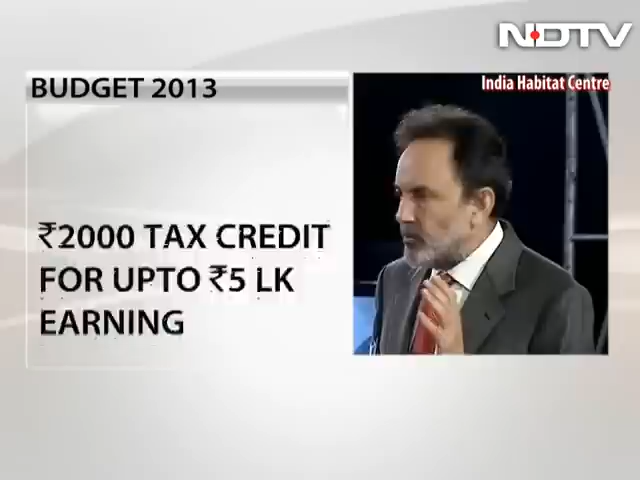 NDTV
BUDGET 2013
India Habitat Centre
₹2000 TAX CREDIT
FOR UPTO ₹5 LK
EARNING